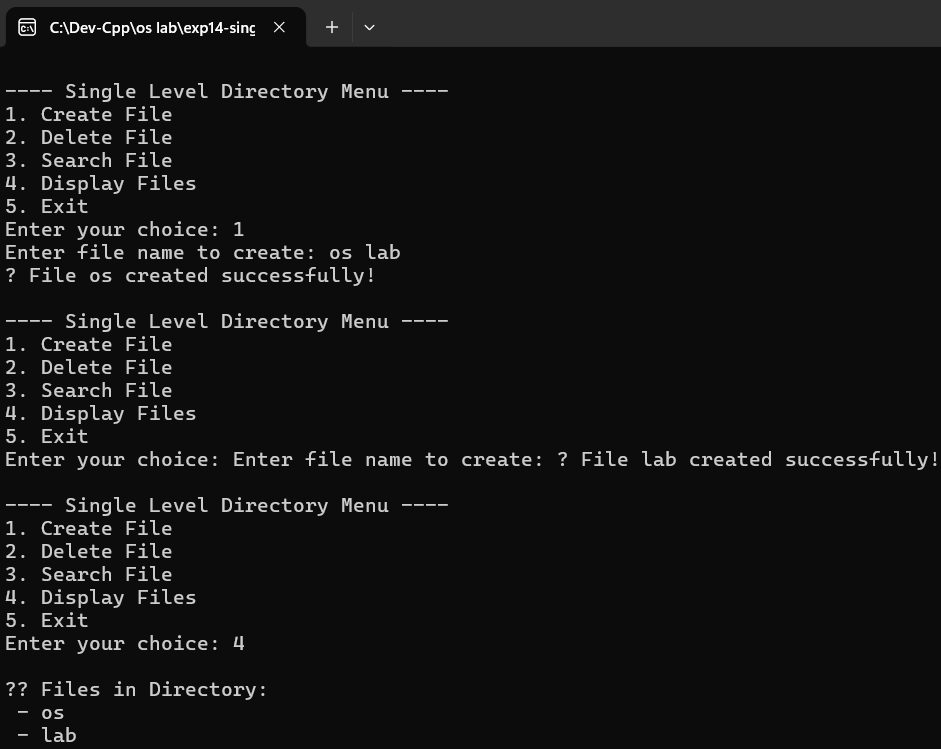 C:\Dev-Cpp\os lab\exp14-sing
---- Single Level Directory Menu ----
1. Create File
2. Delete File
3. Search File
4. Display Files
5. Exit
Enter your choice: 1
Enter file name to create: os lab
? File os created successfully!
---- Single Level Directory Menu ----
1. Create File
2. Delete File
3. Search File
4. Display Files
5. Exit
Enter your choice: Enter file name to create: ? File lab created successfully!
---- Single Level Directory Menu ----
1. Create File
2. Delete File
3. Search File
4. Display Files
5. Exit
Enter your choice: 4
?? Files in Directory:
- os
- lab